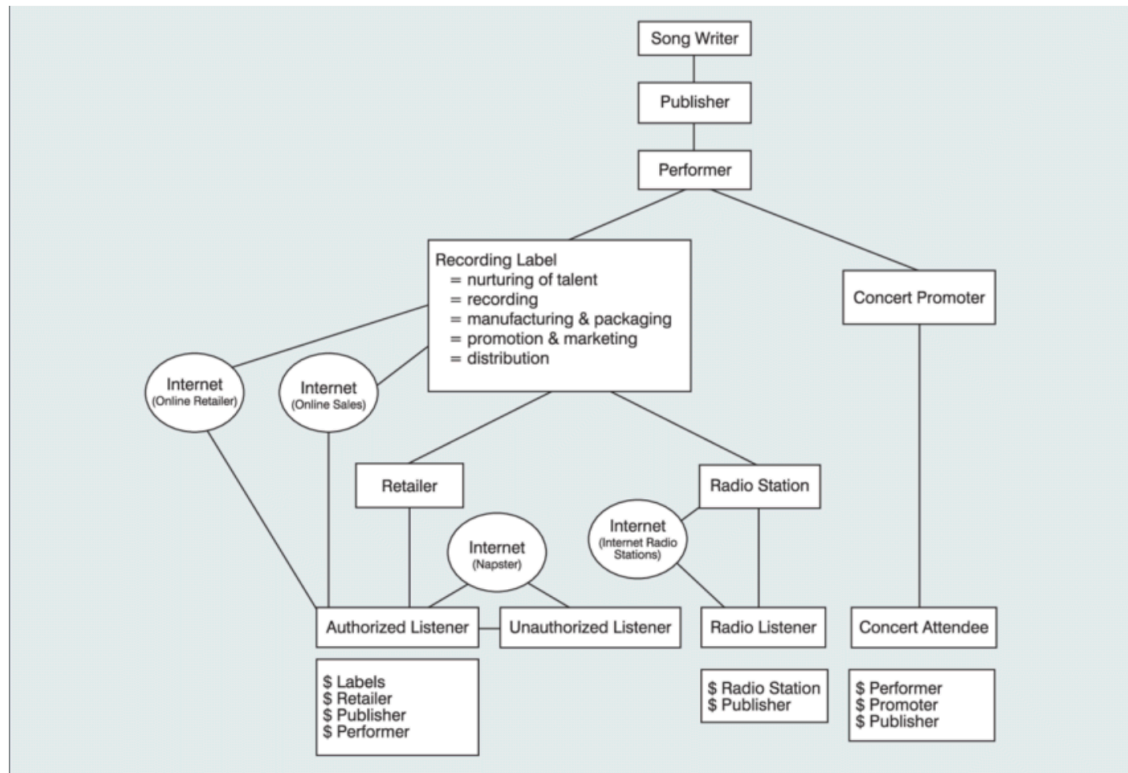 Song Writer
Publisher
Performer
Recording Label
= nurturing of talent
= recording
= manufacturing & packaging
= promotion & marketing
= distribution
Concert Promoter
Internet
(Online Retailer)
Internet
(Online Sales)
Retailer
Radio Station
Internet
(Napster)
Internet
(Internet Radio
Stations)
Authorized Listener
Unauthorized Listener
Radio Listener
Concert Attendee
$ Labels
$ Retailer
$ Publisher
$ Performer
$ Radio Station
$ Publisher
$ Performer
$ Promoter
$ Publisher